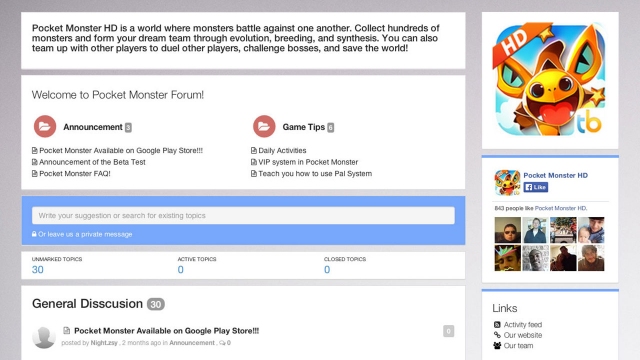 Pocket Monster HD is a world where monsters battle against one another. Collect hundreds of
monsters and form your dream team through evolution, breeding, and synthesis. You can also
team up with other players to duel other players, challenge bosses, and save the world!
HD
tb
Welcome to Pocket Monster Forum!
Announcement 3
Game Tips 6
Pocket Monster Available on Google Play Store!!!
Announcement of the Beta Test
Pocket Monster FAQ!
Daily Activities
VIP system in Pocket Monster
Teach you how to use Pal System
Pocket Monster HD
Like
843 people like Pocket Monster HD.
Write your suggestion or search for existing topics
Or leave us a private message
UNMARKED TOPICS
30
ACTIVE TOPICS
0
CLOSED TOPICS
0
General Disscusion 30
Pocket Monster Available on Google Play Store!!!
0
posted by Night.zsy , 2 months ago in Announcement , 0
Links
Activity feed
Our website
Our team